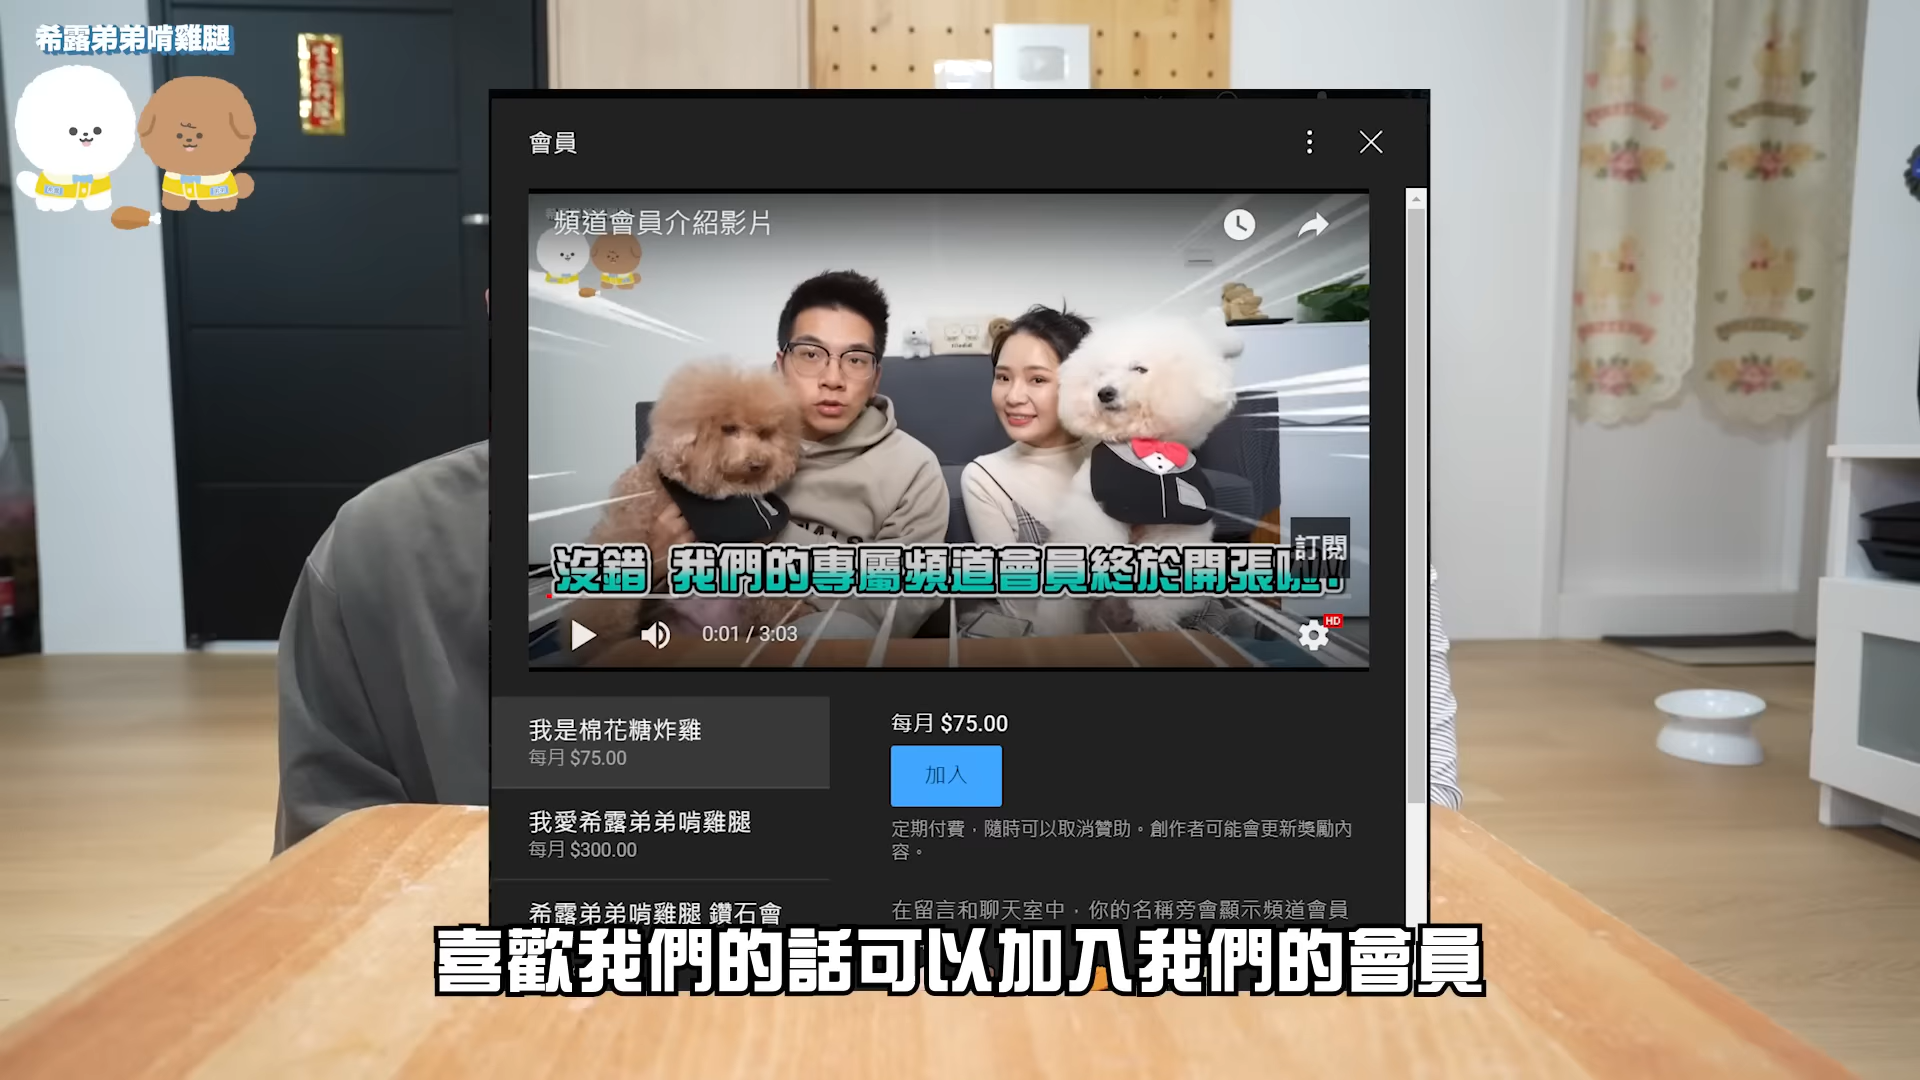 希露弟弟啃雞腿
會員
頻道會員介紹影片
訂閱
沒錯 我們的專屬頻道會員終於開張啦!
0:01 / 3:03
HD
我是棉花糖炸雞
每月 $75.00
我愛希露弟弟啃雞腿
每月 $300.00
希露弟弟啃雞腿 鑽石會
每月 $75.00
加入
定期付費，隨時可以取消贊助。創作者可能會更新獎勵內
容。
在留言和聊天室中，你的名稱旁會顯示頻道會員
喜歡我們的話可以加入我們的會員